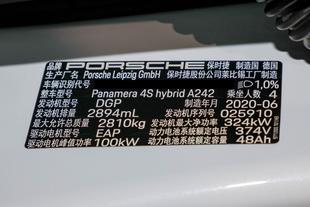 品牌 PORSCHE 保时捷 制造国 德国
生产厂名 Porsche Leipzig GmbH 保时捷股份公司莱比锡工厂
车辆识别代号 1,0%
整车型号 Panamera 4S hybrid A242 乘坐人数 4
发动机型号 DGP 制造年月 2020-06
发动机排量 2894mL 发动机序号 025910
最大允许总质量 2810kg 发动机最大净功率 324kW
驱动电机型号 EAP 动力电池系统额定电压 374V
驱动电机峰值功率 100kW 动力电池系统额定容量 48Ah